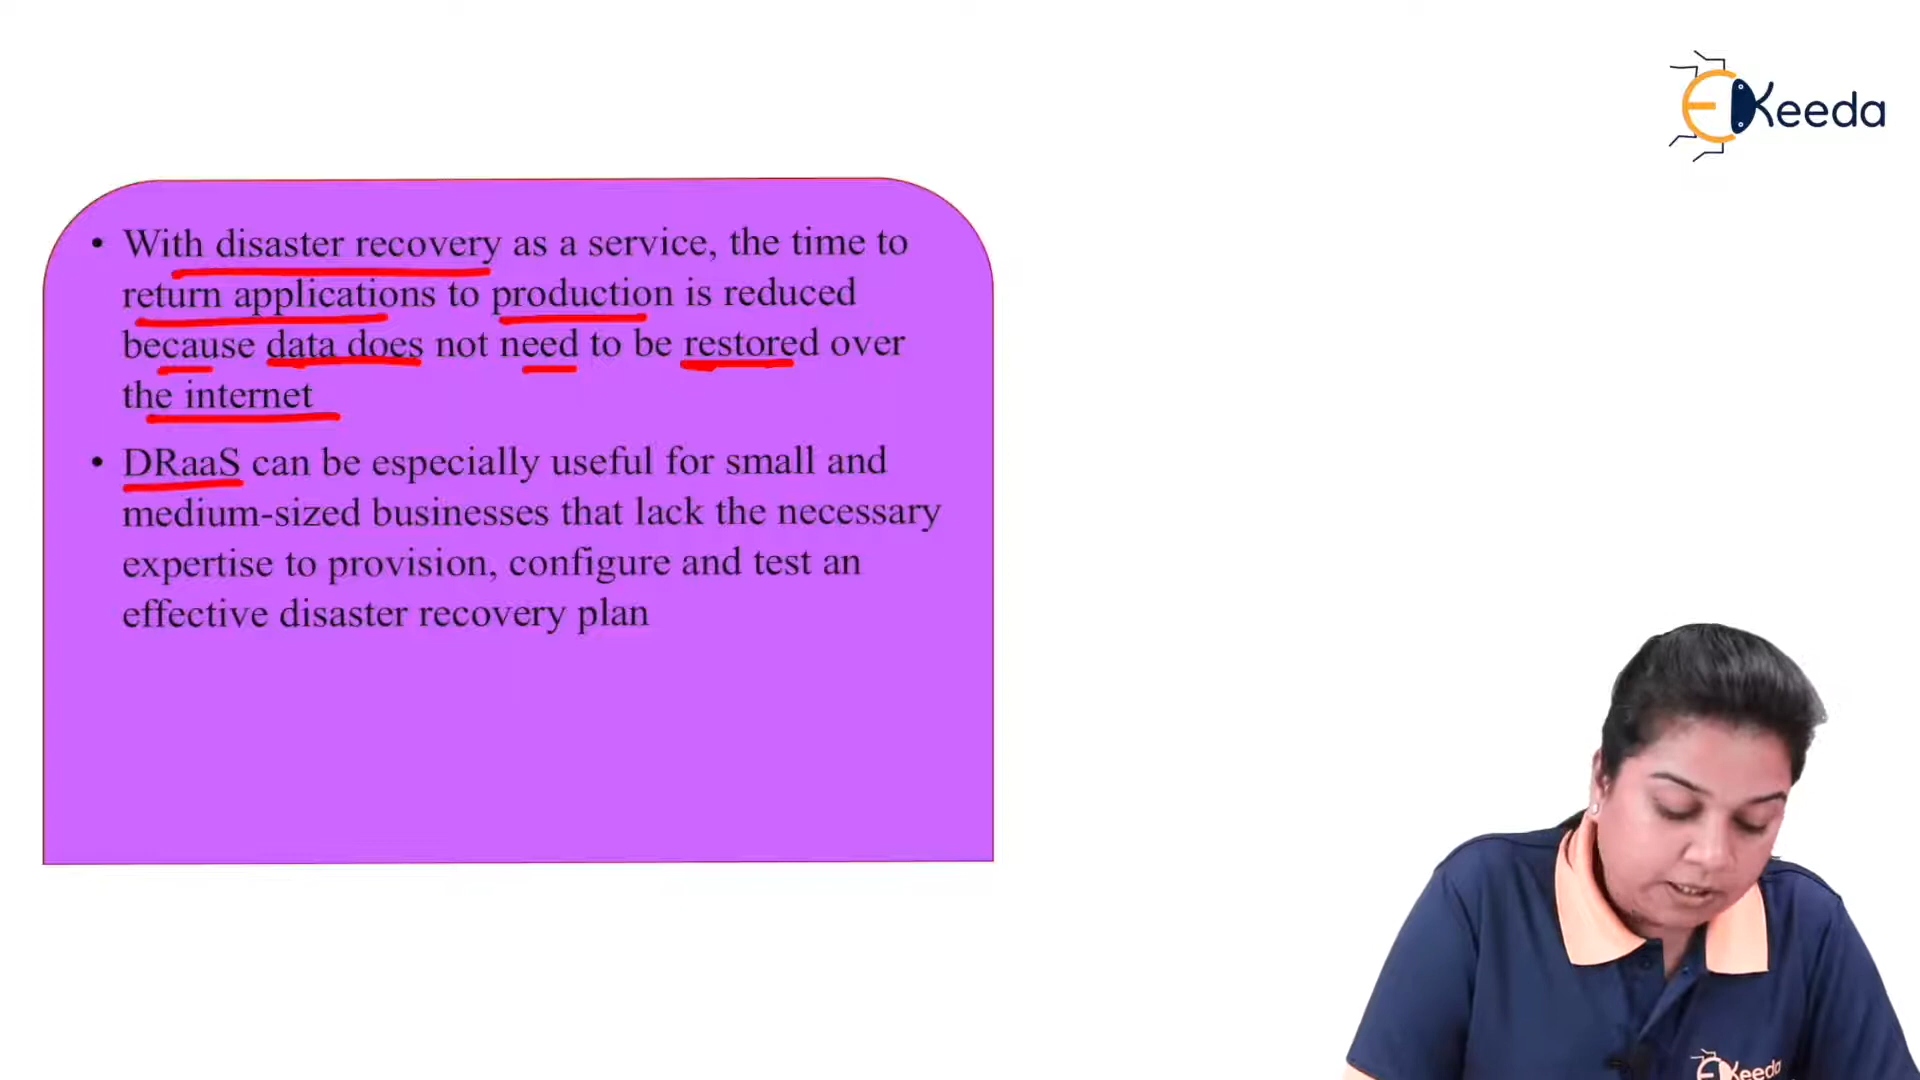 EKeeda
• With disaster recovery as a service, the time to
return applications to production is reduced
because data does not need to be restored over
the internet
• DRaaS can be especially useful for small and
medium-sized businesses that lack the necessary
expertise to provision, configure and test an
effective disaster recovery plan
EKeeda